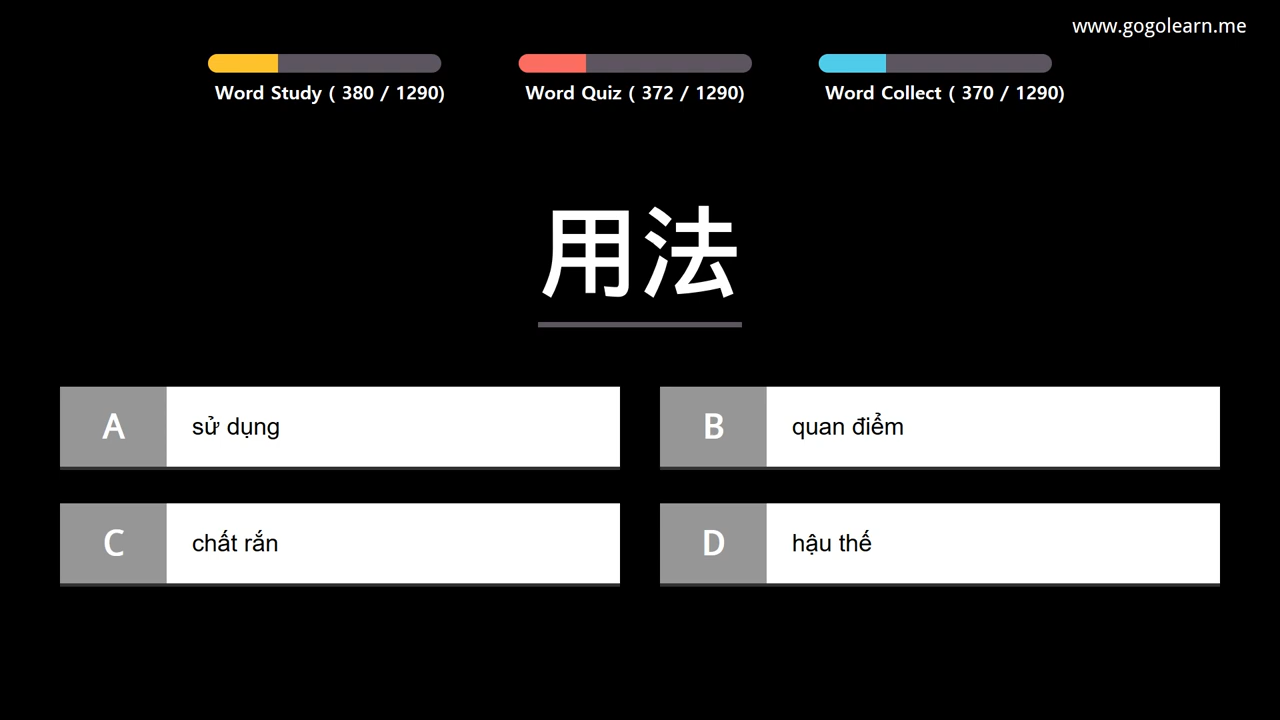 www.gogolearn.me
Word Study ( 380 / 1290)
Word Quiz ( 372 / 1290)
Word Collect ( 370 / 1290)
用法
A sử dụng
B quan điểm
C chất rắn
D hậu thế